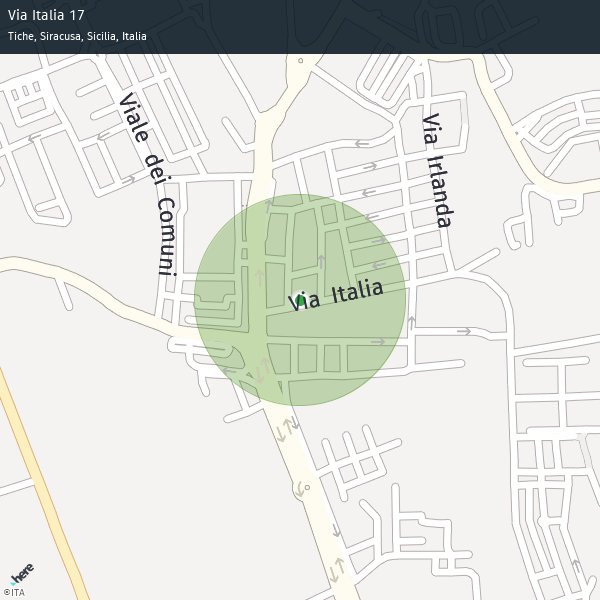 Via Italia 17
Tiche, Siracusa, Sicilia, Italia
Viale dei Comuni
Via Irlanda
Via Italia
here
©ITA